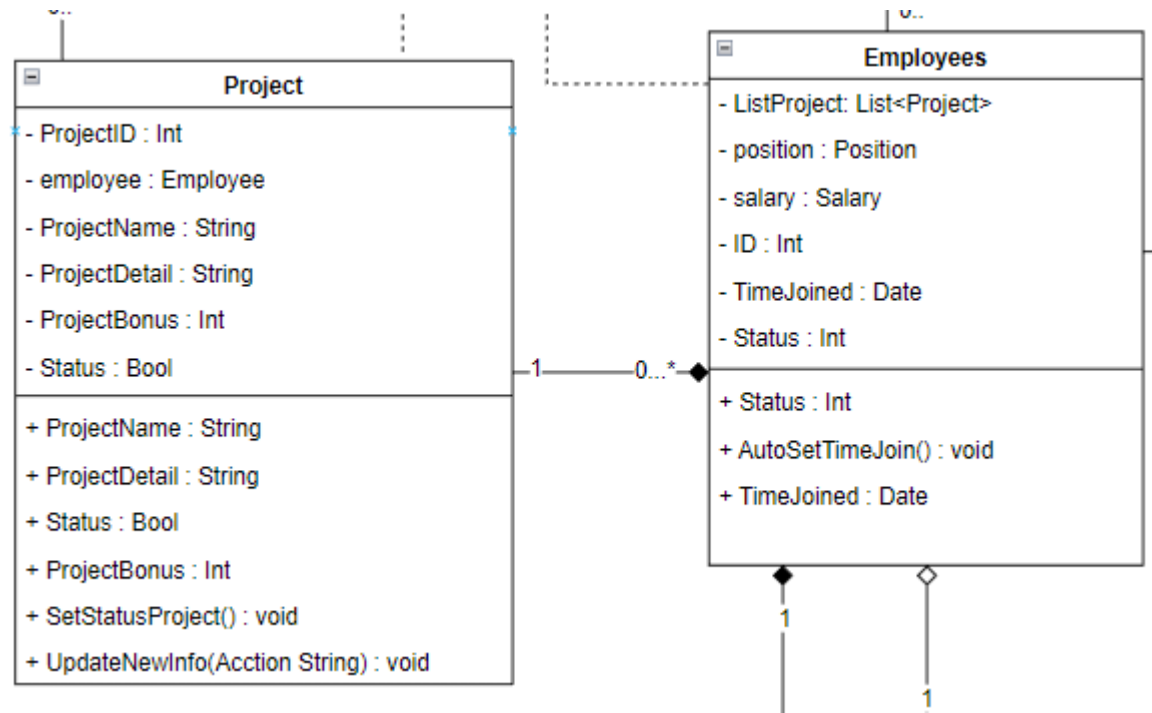 0..
0..
Project
- ProjectID : Int
- employee : Employee
- ProjectName : String
- ProjectDetail : String
- ProjectBonus : Int
- Status : Bool
+ ProjectName : String
+ ProjectDetail : String
+ Status : Bool
+ ProjectBonus : Int
+ SetStatusProject() : void
+ UpdateNewInfo(Acction String) : void
1
0...*
Employees
- ListProject: List<Project>
- position : Position
- salary : Salary
- ID : Int
- TimeJoined : Date
- Status : Int
+ Status : Int
+ AutoSetTimeJoin() : void
+ TimeJoined : Date
1
1